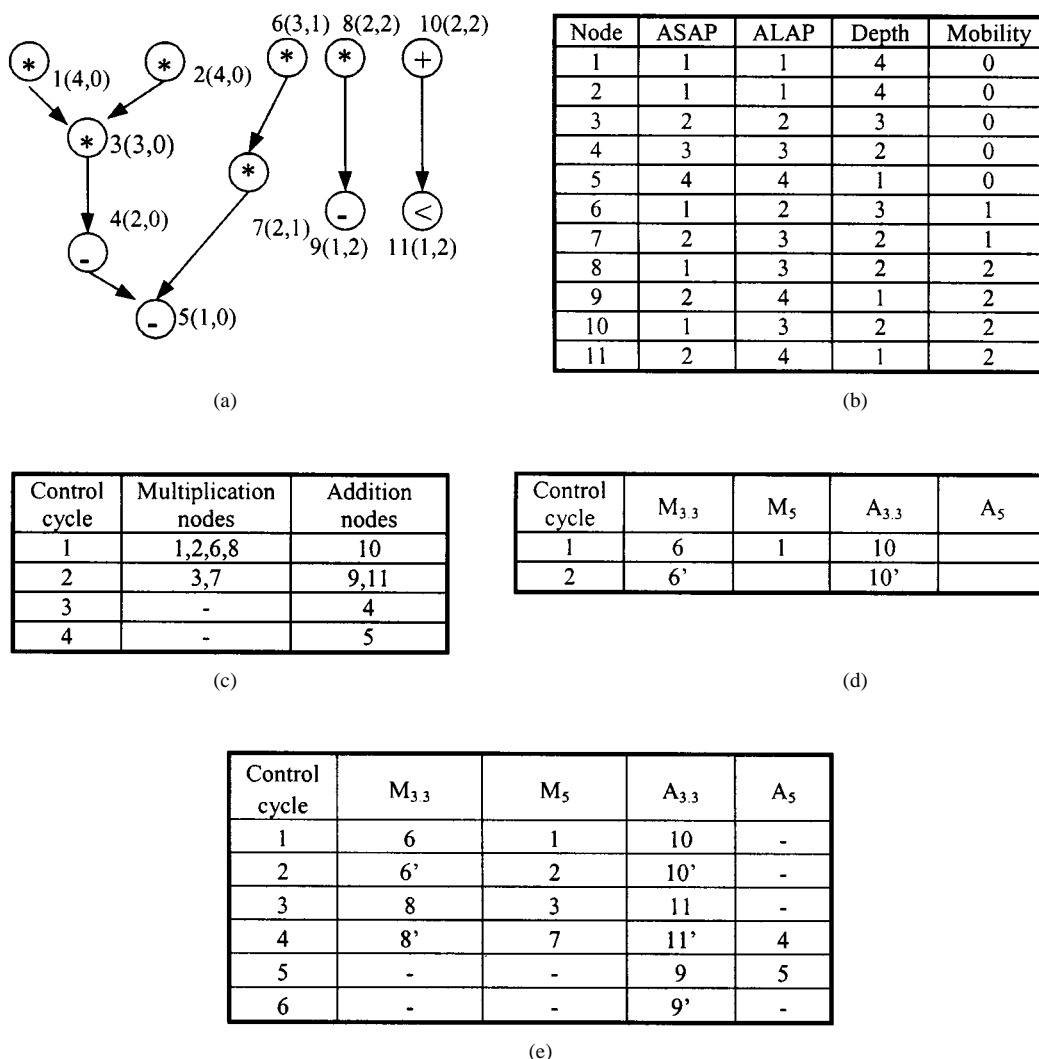 6(3,1) 8(2,2) 10(2,2)
* * * * +
1(4,0) 2(4,0)
* 3(3,0)
*
4(2,0) 7(2,1) - <
- 9(1,2) 11(1,2)
- 5(1,0)
(a)
Node ASAP ALAP Depth Mobility
1 1 1 4 0
2 1 1 4 0
3 2 2 3 0
4 3 3 2 0
5 4 4 1 0
6 1 2 3 1
7 2 3 2 1
8 1 3 2 2
9 2 4 1 2
10 1 3 2 2
11 2 4 1 2
(b)
Control cycle Multiplication nodes Addition nodes
1 1,2,6,8 10
2 3,7 9,11
3 - 4
4 - 5
(c)
Control cycle M3.3 M5 A3.3 A5
1 6 1 10
2 6' 10'
(d)
Control cycle M3.3 M5 A3.3 A5
1 6 1 10 -
2 6' 2 10' -
3 8 3 11 -
4 8' 7 11' 4
5 - - 9 5
6 - - 9'
(e)